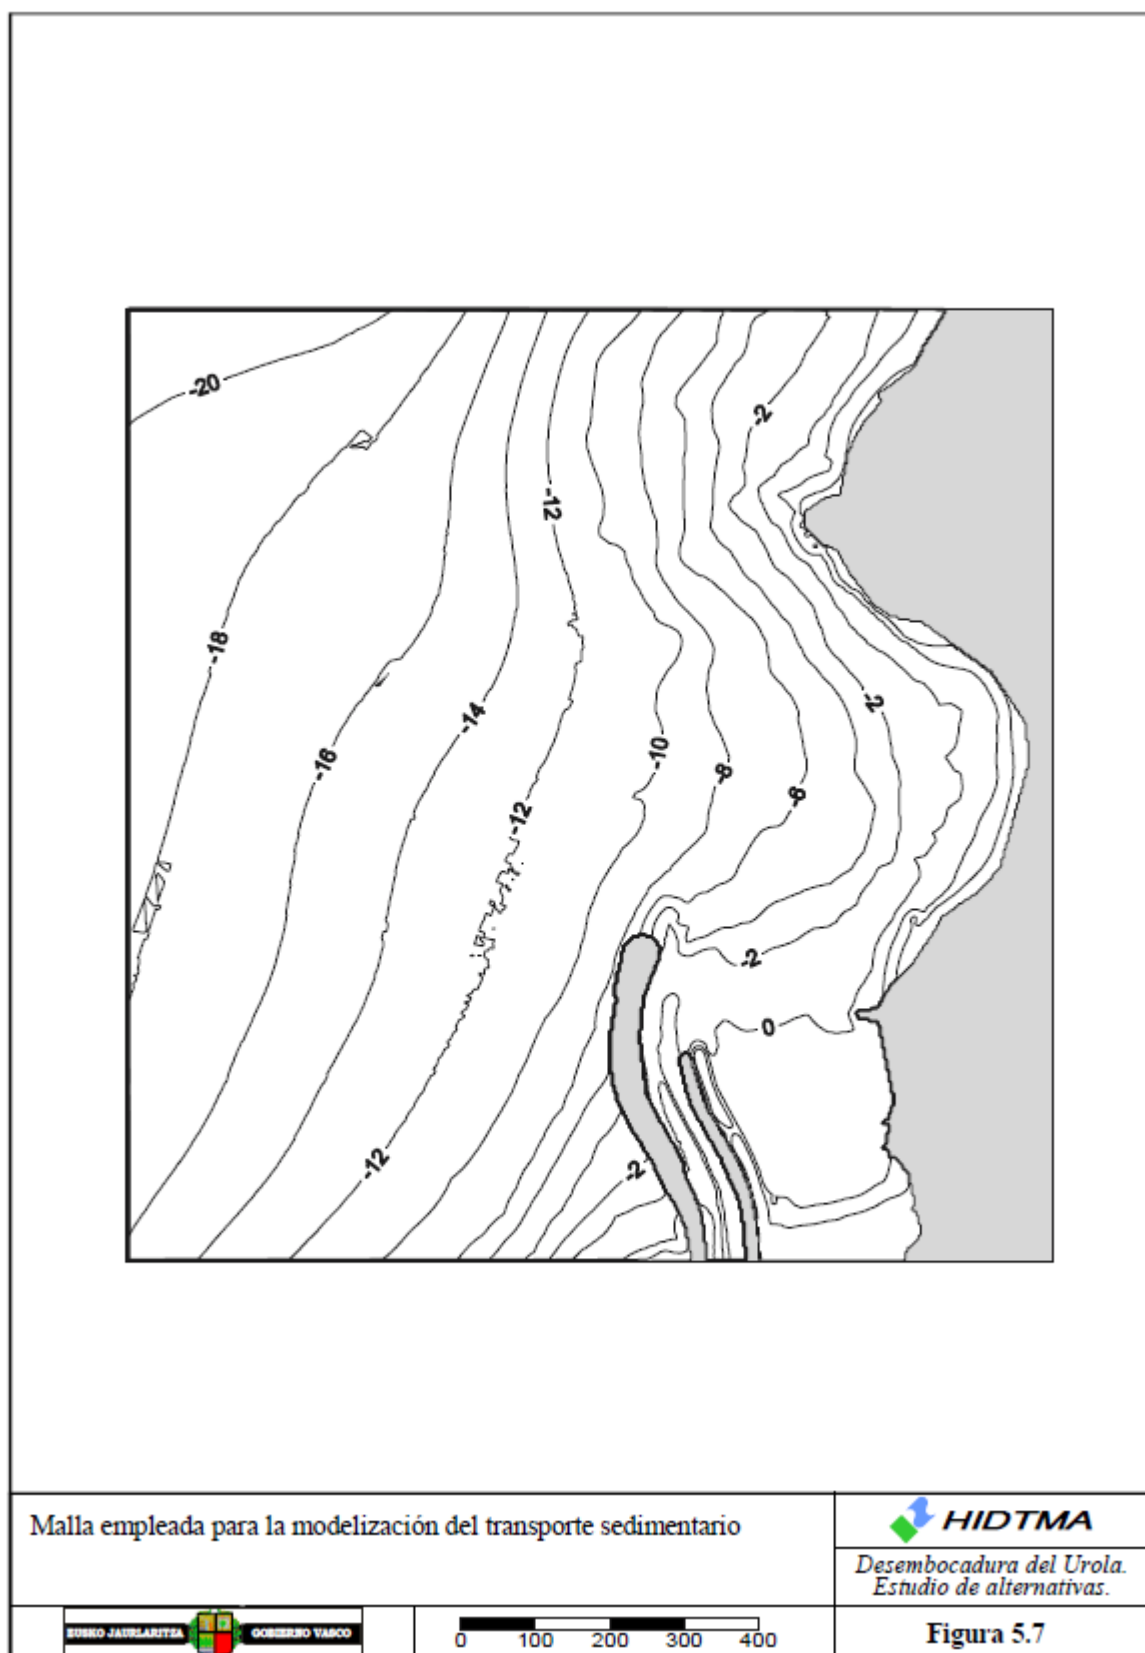 -20
-2
-12
-18
-2
-14
-10
-16
-8
-6
-12
-2
0
-12
-2
Malla empleada para la modelización del transporte sedimentario
HIDTMA
Desembocadura del Urola.
Estudio de alternativas.
EUSKO JAURLARITZA
GOBIERNO VASCO
0 100 200 300 400
Figura 5.7